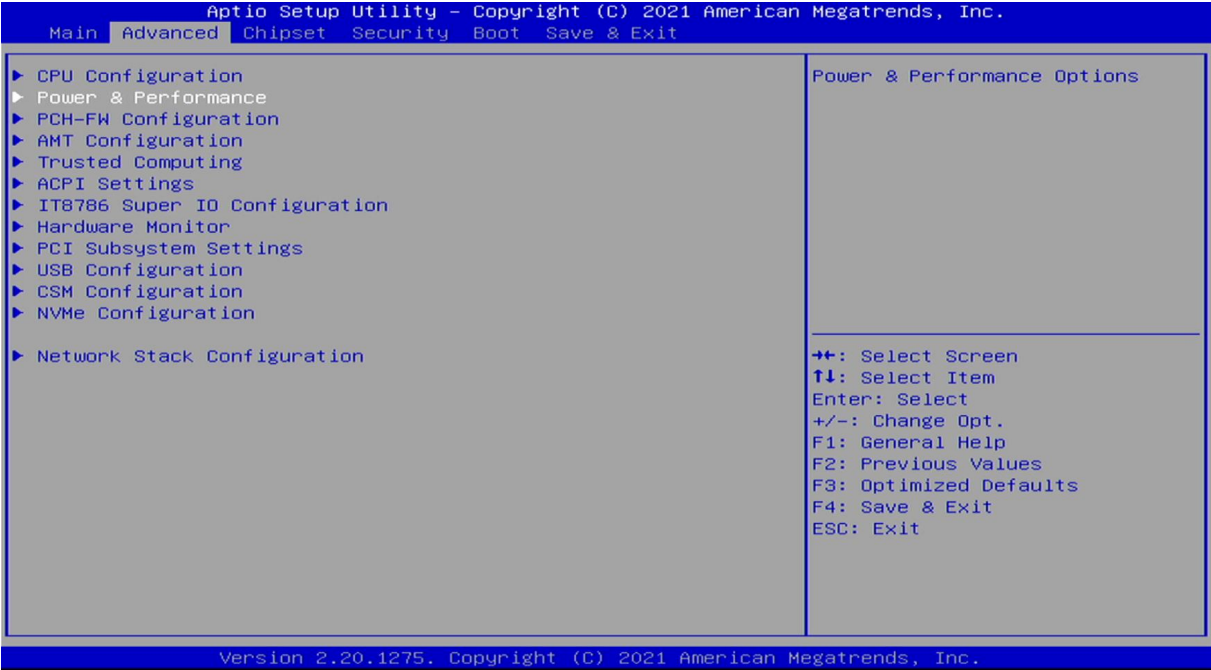 Aptio Setup Utility – Copyright (C) 2021 American Megatrends, Inc.
Main Advanced Chipset Security Boot Save & Exit
▶ CPU Configuration
▶ Power & Performance
▶ PCH-FW Configuration
▶ AMT Configuration
▶ Trusted Computing
▶ ACPI Settings
▶ IT8786 Super IO Configuration
▶ Hardware Monitor
▶ PCI Subsystem Settings
▶ USB Configuration
▶ CSM Configuration
▶ NVMe Configuration
▶ Network Stack Configuration
Power & Performance Options
→←: Select Screen
↑↓: Select Item
Enter: Select
+/-: Change Opt.
F1: General Help
F2: Previous Values
F3: Optimized Defaults
F4: Save & Exit
ESC: Exit
Version 2.20.1275. Copyright (C) 2021 American Megatrends, Inc.